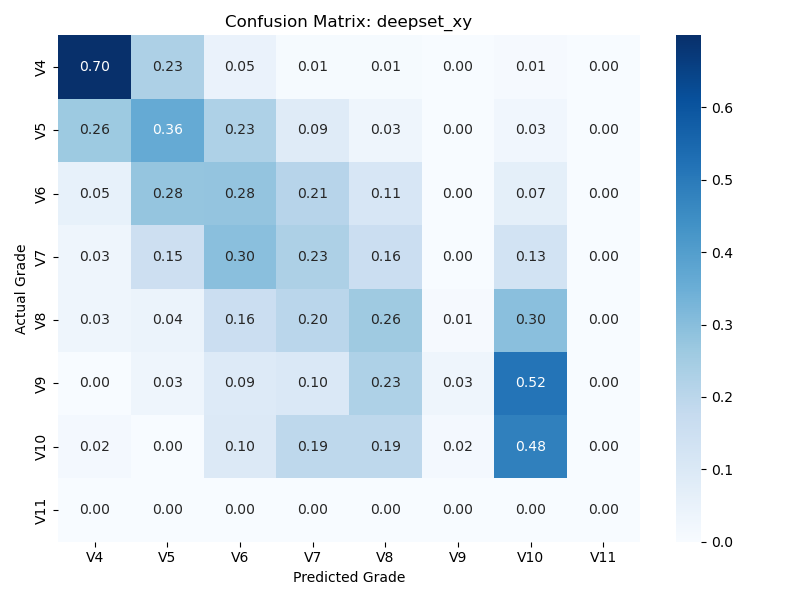 Confusion Matrix: deepset_xy
V4 0.70 0.23 0.05 0.01 0.01 0.00 0.01 0.00
V5 0.26 0.36 0.23 0.09 0.03 0.00 0.03 0.00
V6 0.05 0.28 0.28 0.21 0.11 0.00 0.07 0.00
V7 0.03 0.15 0.30 0.23 0.16 0.00 0.13 0.00
V8 0.03 0.04 0.16 0.20 0.26 0.01 0.30 0.00
V9 0.00 0.03 0.09 0.10 0.23 0.03 0.52 0.00
V10 0.02 0.00 0.10 0.19 0.19 0.02 0.48 0.00
V11 0.00 0.00 0.00 0.00 0.00 0.00 0.00 0.00
V4 V5 V6 V7 V8 V9 V10 V11
Predicted Grade
Actual Grade
0.6
0.5
0.4
0.3
0.2
0.1
0.0